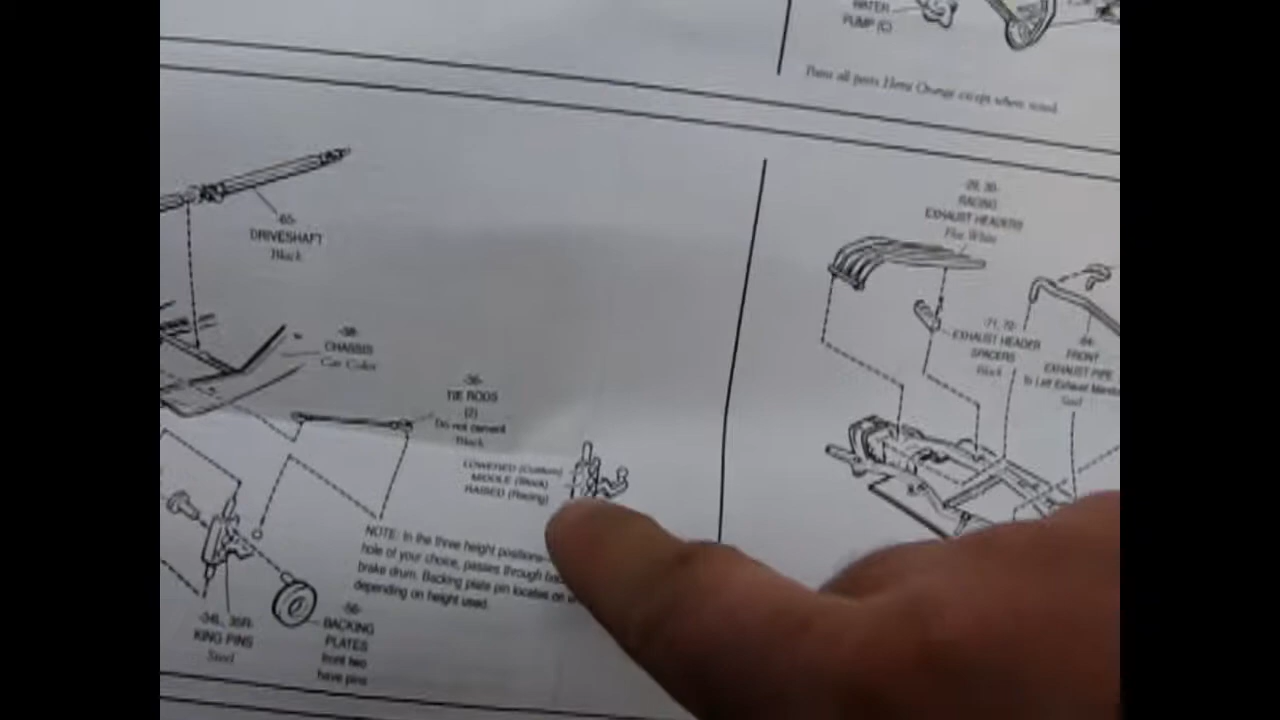 WATER
PUMP (C)
Paint all parts Hemi Orange except where noted.
-65-
DRIVESHAFT
Black
-38-
CHASSIS
Car Color
-36-
TIE RODS
(2)
Do not cement
Black
LOWERED (Custom)
MIDDLE (Stock)
RAISED (Racing)
NOTE: In the three height positions-
hole of your choice, passes through
brake drum. Backing plate pin locates on
depending on height used.
-34L, 35R-
KING PINS
Steel
-56-
BACKING
PLATES
front two
have pins
-29, 30-
RACING
EXHAUST HEADERS
Flat White
-71, 72-
EXHAUST HEADER
SPACERS
Black
-64-
FRONT
EXHAUST PIPE
To Left Exhaust
Steel